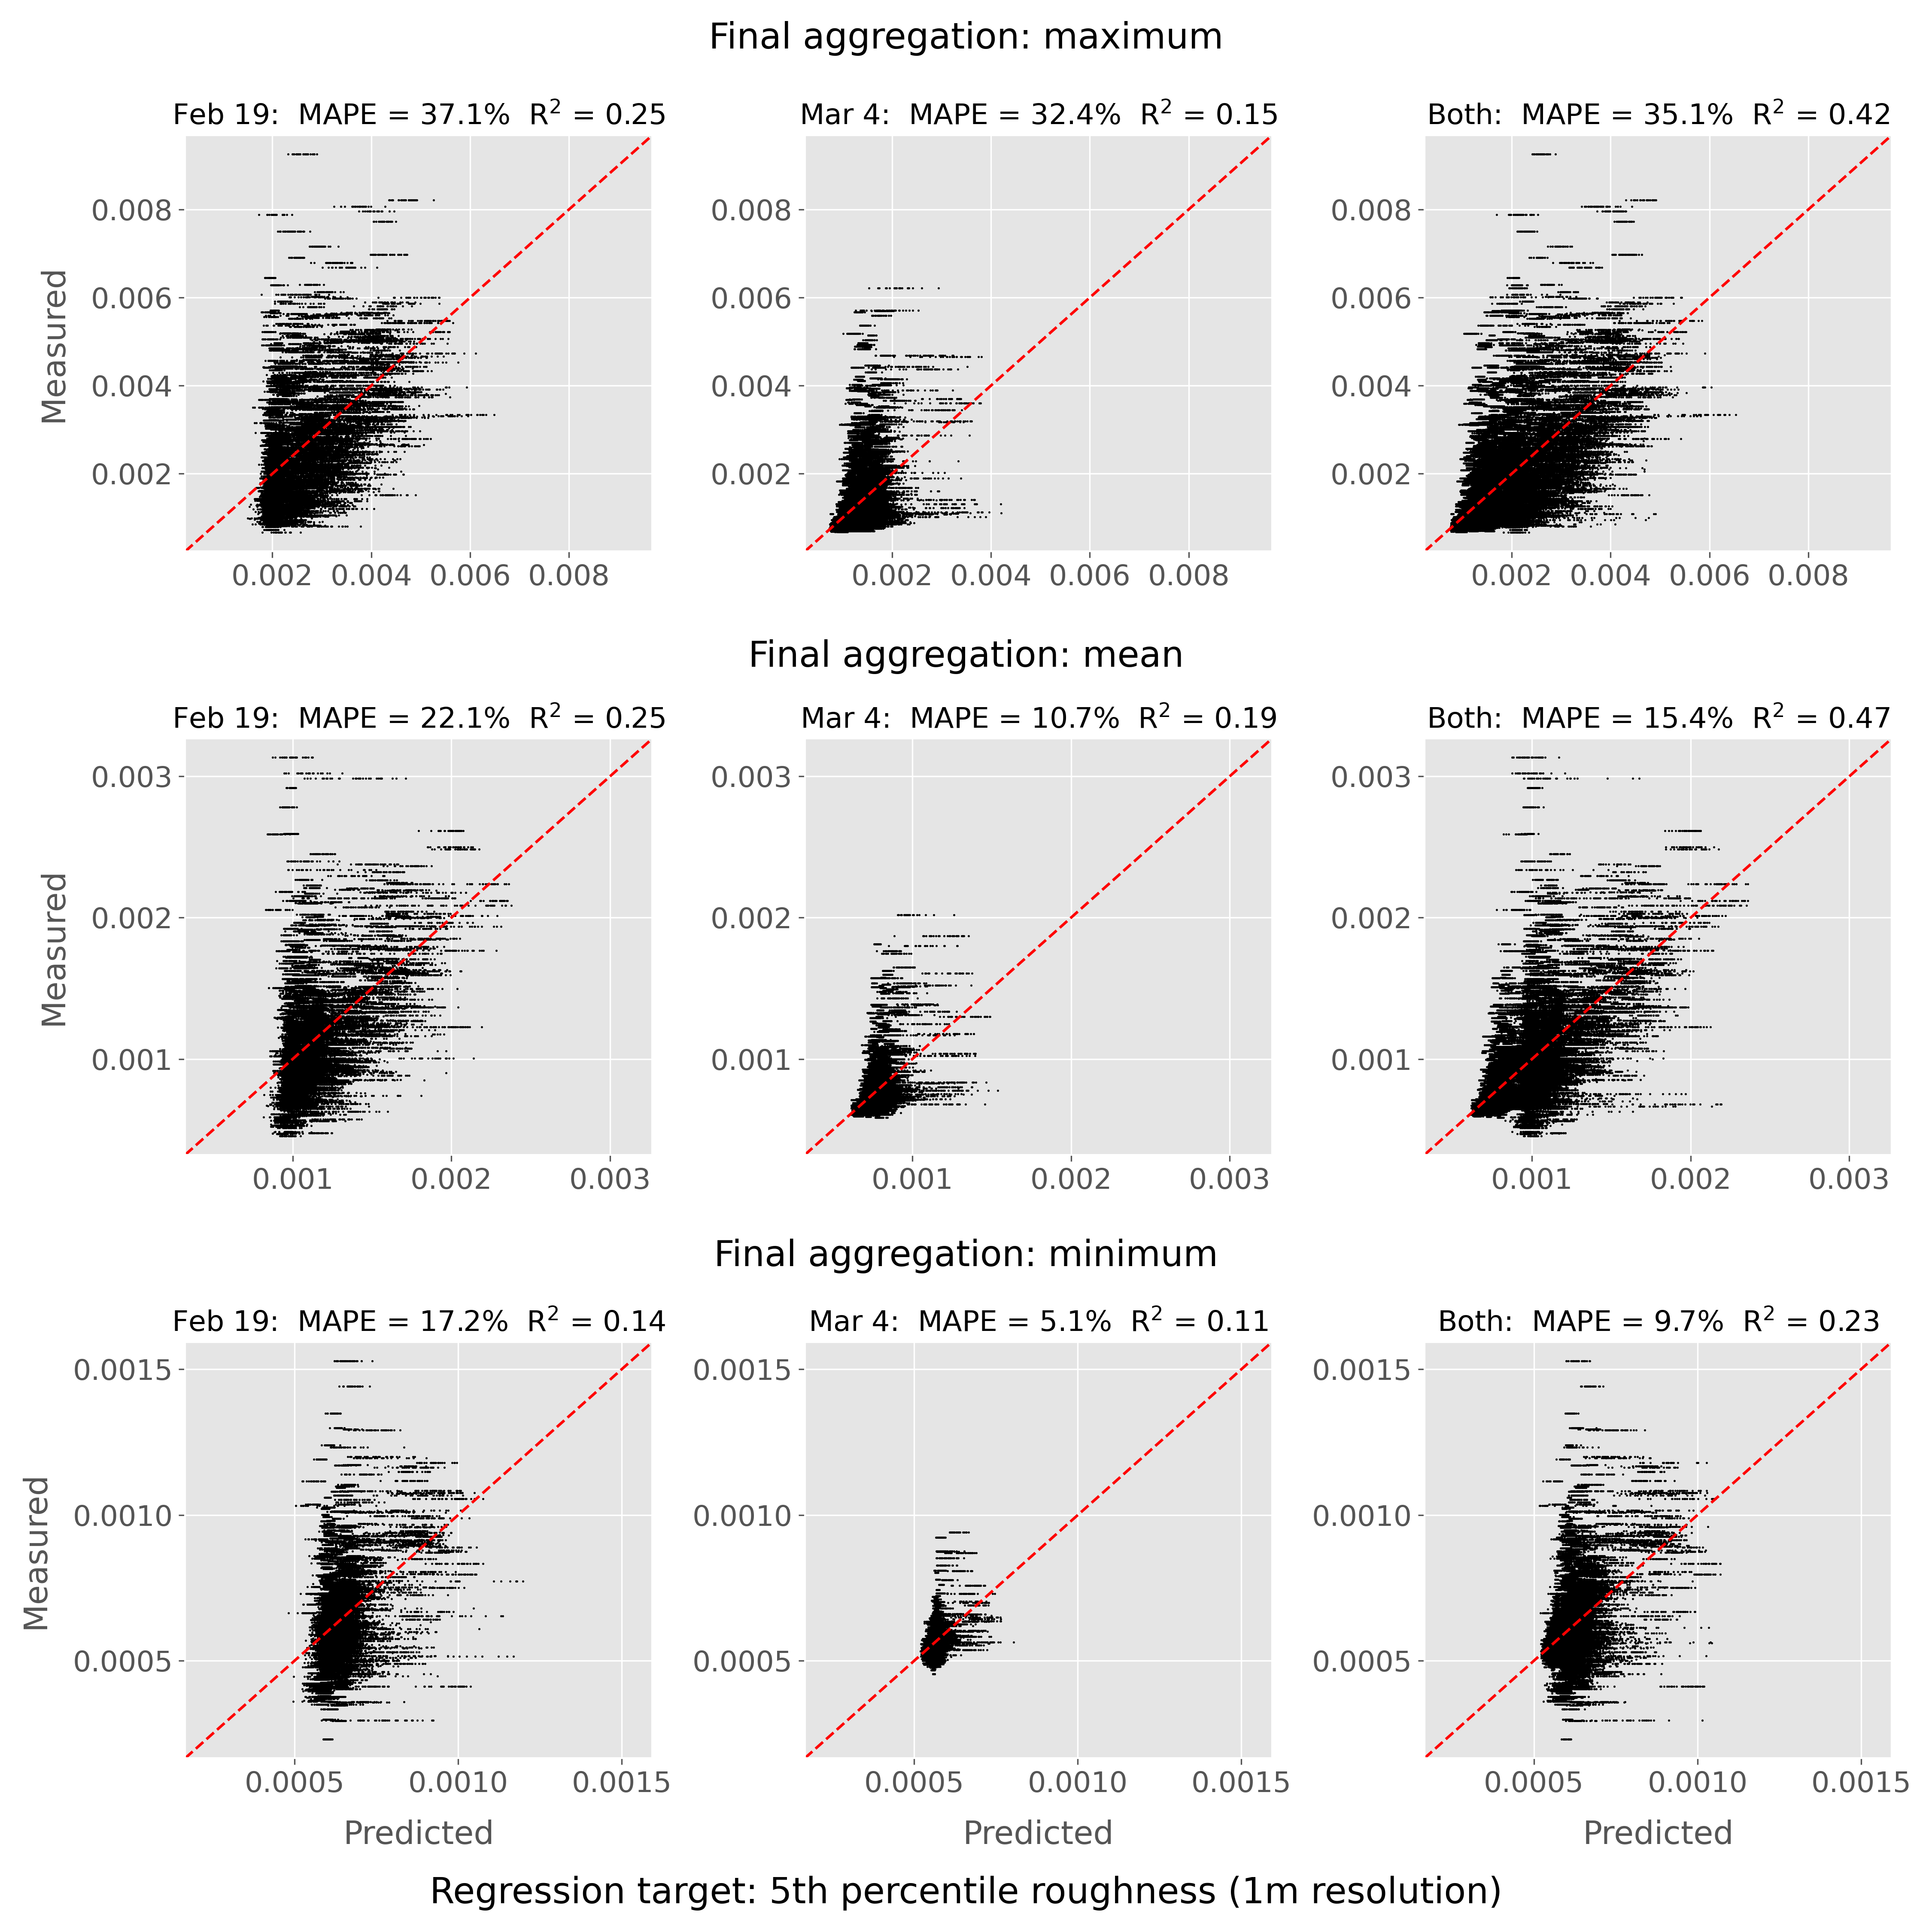 Final aggregation: maximum
Feb 19:  MAPE = 37.1%  R² = 0.25
Mar 4:  MAPE = 32.4%  R² = 0.15
Both:  MAPE = 35.1%  R² = 0.42
Measured
0.008
0.006
0.004
0.002
0.002 0.004 0.006 0.008
0.008
0.006
0.004
0.002
0.002 0.004 0.006 0.008
0.008
0.006
0.004
0.002
0.002 0.004 0.006 0.008
Final aggregation: mean
Feb 19:  MAPE = 22.1%  R² = 0.25
Mar 4:  MAPE = 10.7%  R² = 0.19
Both:  MAPE = 15.4%  R² = 0.47
Measured
0.003
0.002
0.001
0.001 0.002 0.003
0.003
0.002
0.001
0.001 0.002 0.003
0.003
0.002
0.001
0.001 0.002 0.003
Final aggregation: minimum
Feb 19:  MAPE = 17.2%  R² = 0.14
Mar 4:  MAPE = 5.1%  R² = 0.11
Both:  MAPE = 9.7%  R² = 0.23
Measured
0.0015
0.0010
0.0005
0.0005 0.0010 0.0015
Predicted
0.0015
0.0010
0.0005
0.0005 0.0010 0.0015
Predicted
0.0015
0.0010
0.0005
0.0005 0.0010 0.0015
Predicted
Regression target: 5th percentile roughness (1m resolution)